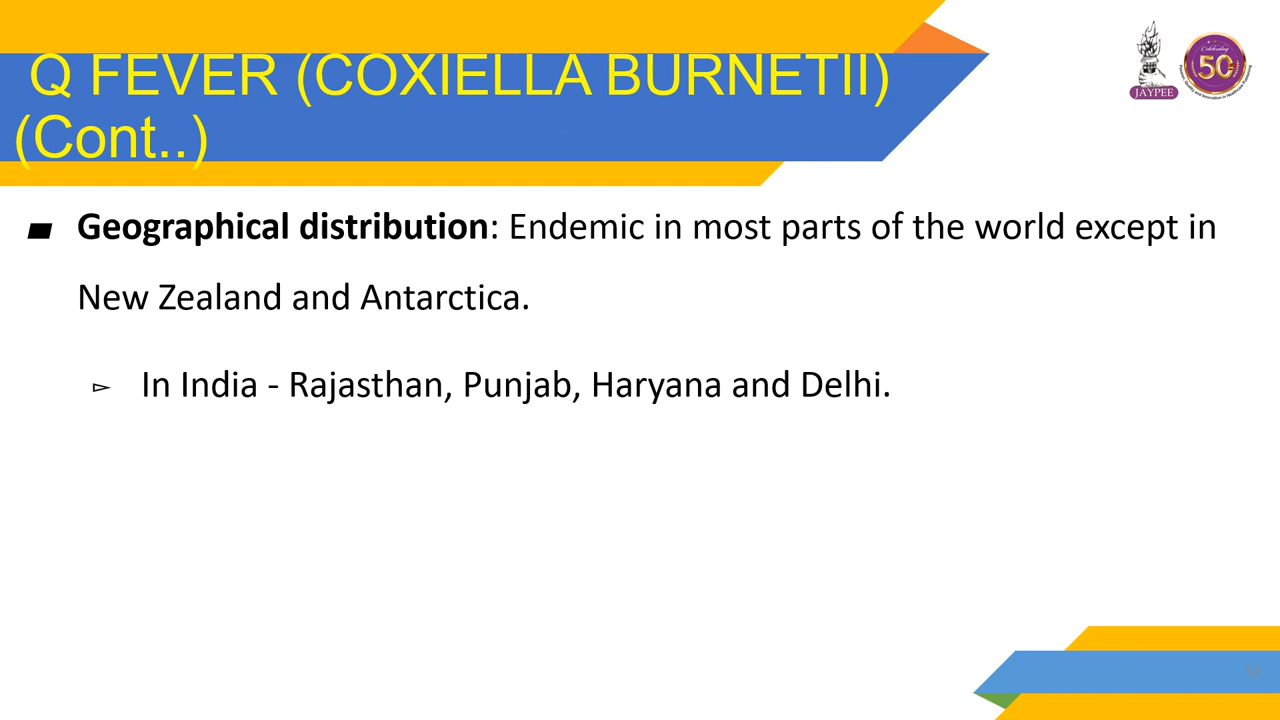 Q FEVER (COXIELLA BURNETII)
(Cont..)
JAYPEE
Celebrating
50
Geographical distribution: Endemic in most parts of the world except in
New Zealand and Antarctica.
In India - Rajasthan, Punjab, Haryana and Delhi.